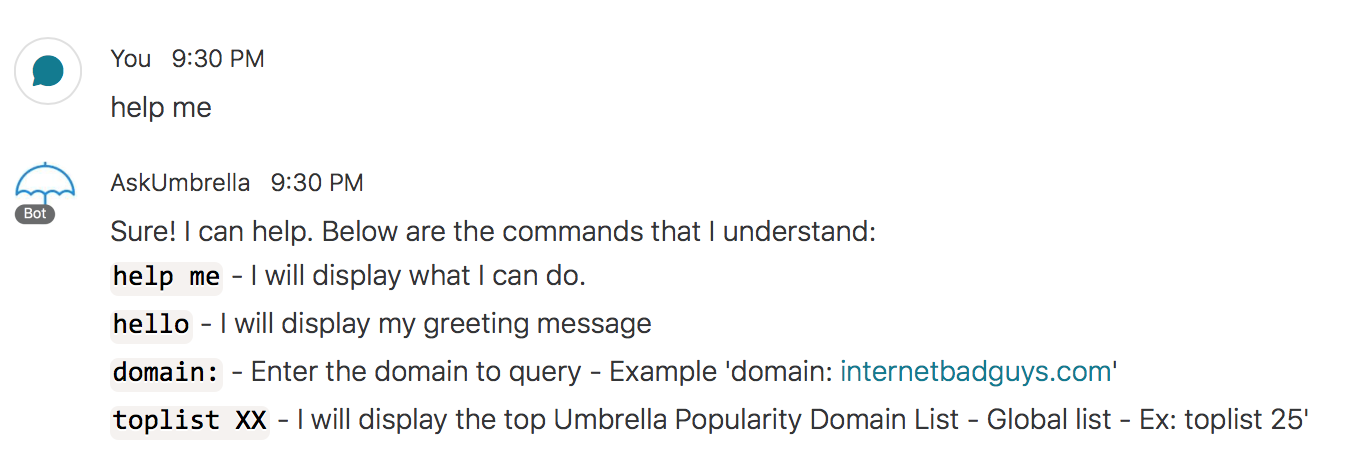 You 9:30 PM
help me
AskUmbrella 9:30 PM
Bot
Sure! I can help. Below are the commands that I understand:
help me - I will display what I can do.
hello - I will display my greeting message
domain: - Enter the domain to query - Example 'domain: internetbadguys.com'
toplist XX - I will display the top Umbrella Popularity Domain List - Global list - Ex: toplist 25'